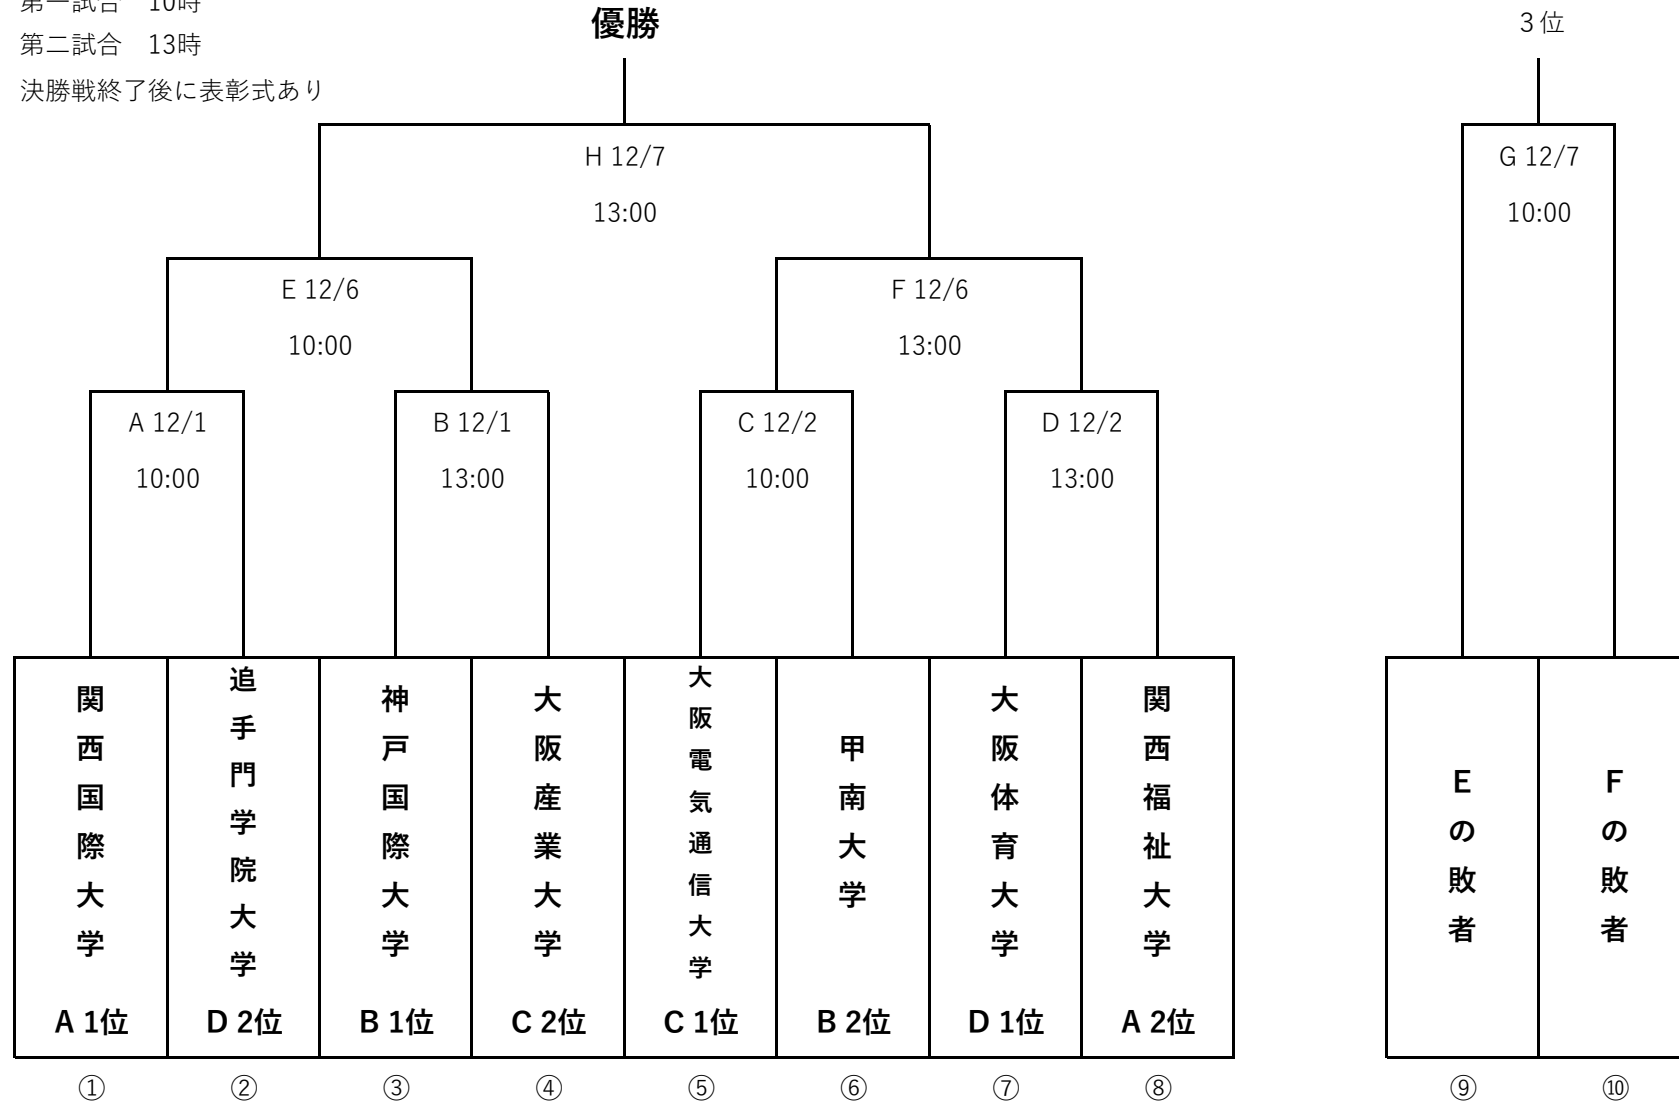 第一試合　10時
第二試合　13時
決勝戦終了後に表彰式あり
優勝
３位
H 12/7
13:00
G 12/7
10:00
E 12/6
10:00
F 12/6
13:00
A 12/1
10:00
B 12/1
13:00
C 12/2
10:00
D 12/2
13:00
関西国際大学
追手門学院大学
神戸国際大学
大阪産業大学
大阪電気通信大学
甲南大学
大阪体育大学
関西福祉大学
Eの敗者
Fの敗者
A 1位
D 2位
B 1位
C 2位
C 1位
B 2位
D 1位
A 2位
①
②
③
④
⑤
⑥
⑦
⑧
⑨
⑩